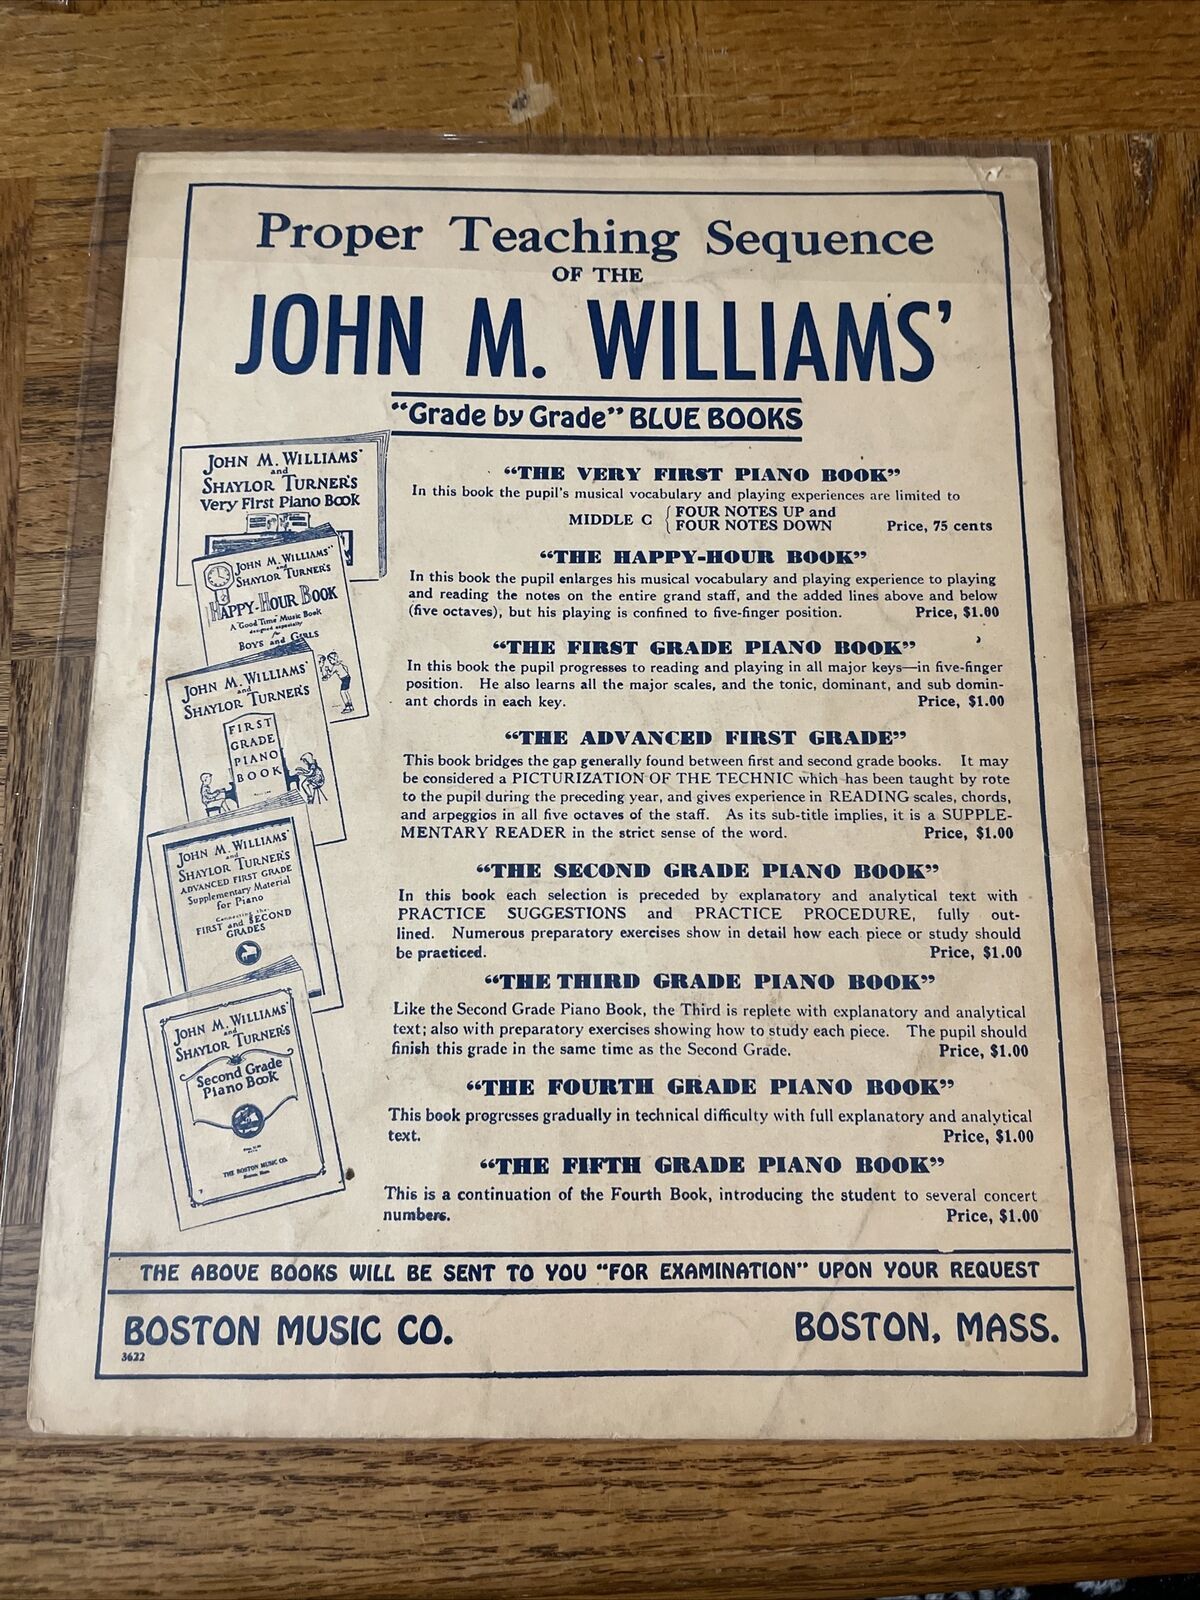 Proper Teaching Sequence
OF THE
JOHN M. WILLIAMS'
"Grade by Grade" BLUE BOOKS
JOHN M. WILLIAMS'
and
SHAYLOR TURNER'S
Very First Piano Book
JOHN M. WILLIAMS'
and
SHAYLOR TURNER'S
HAPPY-HOUR BOOK
A "Good Time" Music Book
designed especially
for
BOYS and GIRLS
JOHN M. WILLIAMS'
and
SHAYLOR TURNER'S
FIRST
GRADE
PIANO
BOOK
JOHN M. WILLIAMS'
and
SHAYLOR TURNER'S
ADVANCED FIRST GRADE
Supplementary Material
for Piano
Connecting the
FIRST and SECOND
GRADES
JOHN M. WILLIAMS'
and
SHAYLOR TURNER'S
Second Grade
Piano Book
THE BOSTON MUSIC CO.
Boston, Mass.
"THE VERY FIRST PIANO BOOK"
In this book the pupil's musical vocabulary and playing experiences are limited to
MIDDLE C { FOUR NOTES UP and
FOUR NOTES DOWN Price, 75 cents
"THE HAPPY-HOUR BOOK"
In this book the pupil enlarges his musical vocabulary and playing experience to playing
and reading the notes on the entire grand staff, and the added lines above and below
(five octaves), but his playing is confined to five-finger position. Price, $1.00
"THE FIRST GRADE PIANO BOOK"
In this book the pupil progresses to reading and playing in all major keys—in five-finger
position. He also learns all the major scales, and the tonic, dominant, and sub domin-
ant chords in each key. Price, $1.00
"THE ADVANCED FIRST GRADE"
This book bridges the gap generally found between first and second grade books. It may
be considered a PICTURIZATION OF THE TECHNIC which has been taught by rote
to the pupil during the preceding year, and gives experience in READING scales, chords,
and arpeggios in all five octaves of the staff. As its sub-title implies, it is a SUPPLE-
MENTARY READER in the strict sense of the word. Price, $1.00
"THE SECOND GRADE PIANO BOOK"
In this book each selection is preceded by explanatory and analytical text with
PRACTICE SUGGESTIONS and PRACTICE PROCEDURE, fully out-
lined. Numerous preparatory exercises show in detail how each piece or study should
be practiced. Price, $1.00
"THE THIRD GRADE PIANO BOOK"
Like the Second Grade Piano Book, the Third is replete with explanatory and analytical
text; also with preparatory exercises showing how to study each piece. The pupil should
finish this grade in the same time as the Second Grade. Price, $1.00
"THE FOURTH GRADE PIANO BOOK"
This book progresses gradually in technical difficulty with full explanatory and analytical
text. Price, $1.00
"THE FIFTH GRADE PIANO BOOK"
This is a continuation of the Fourth Book, introducing the student to several concert
numbers. Price, $1.00
THE ABOVE BOOKS WILL BE SENT TO YOU "FOR EXAMINATION" UPON YOUR REQUEST
BOSTON MUSIC CO. BOSTON, MASS.
3622